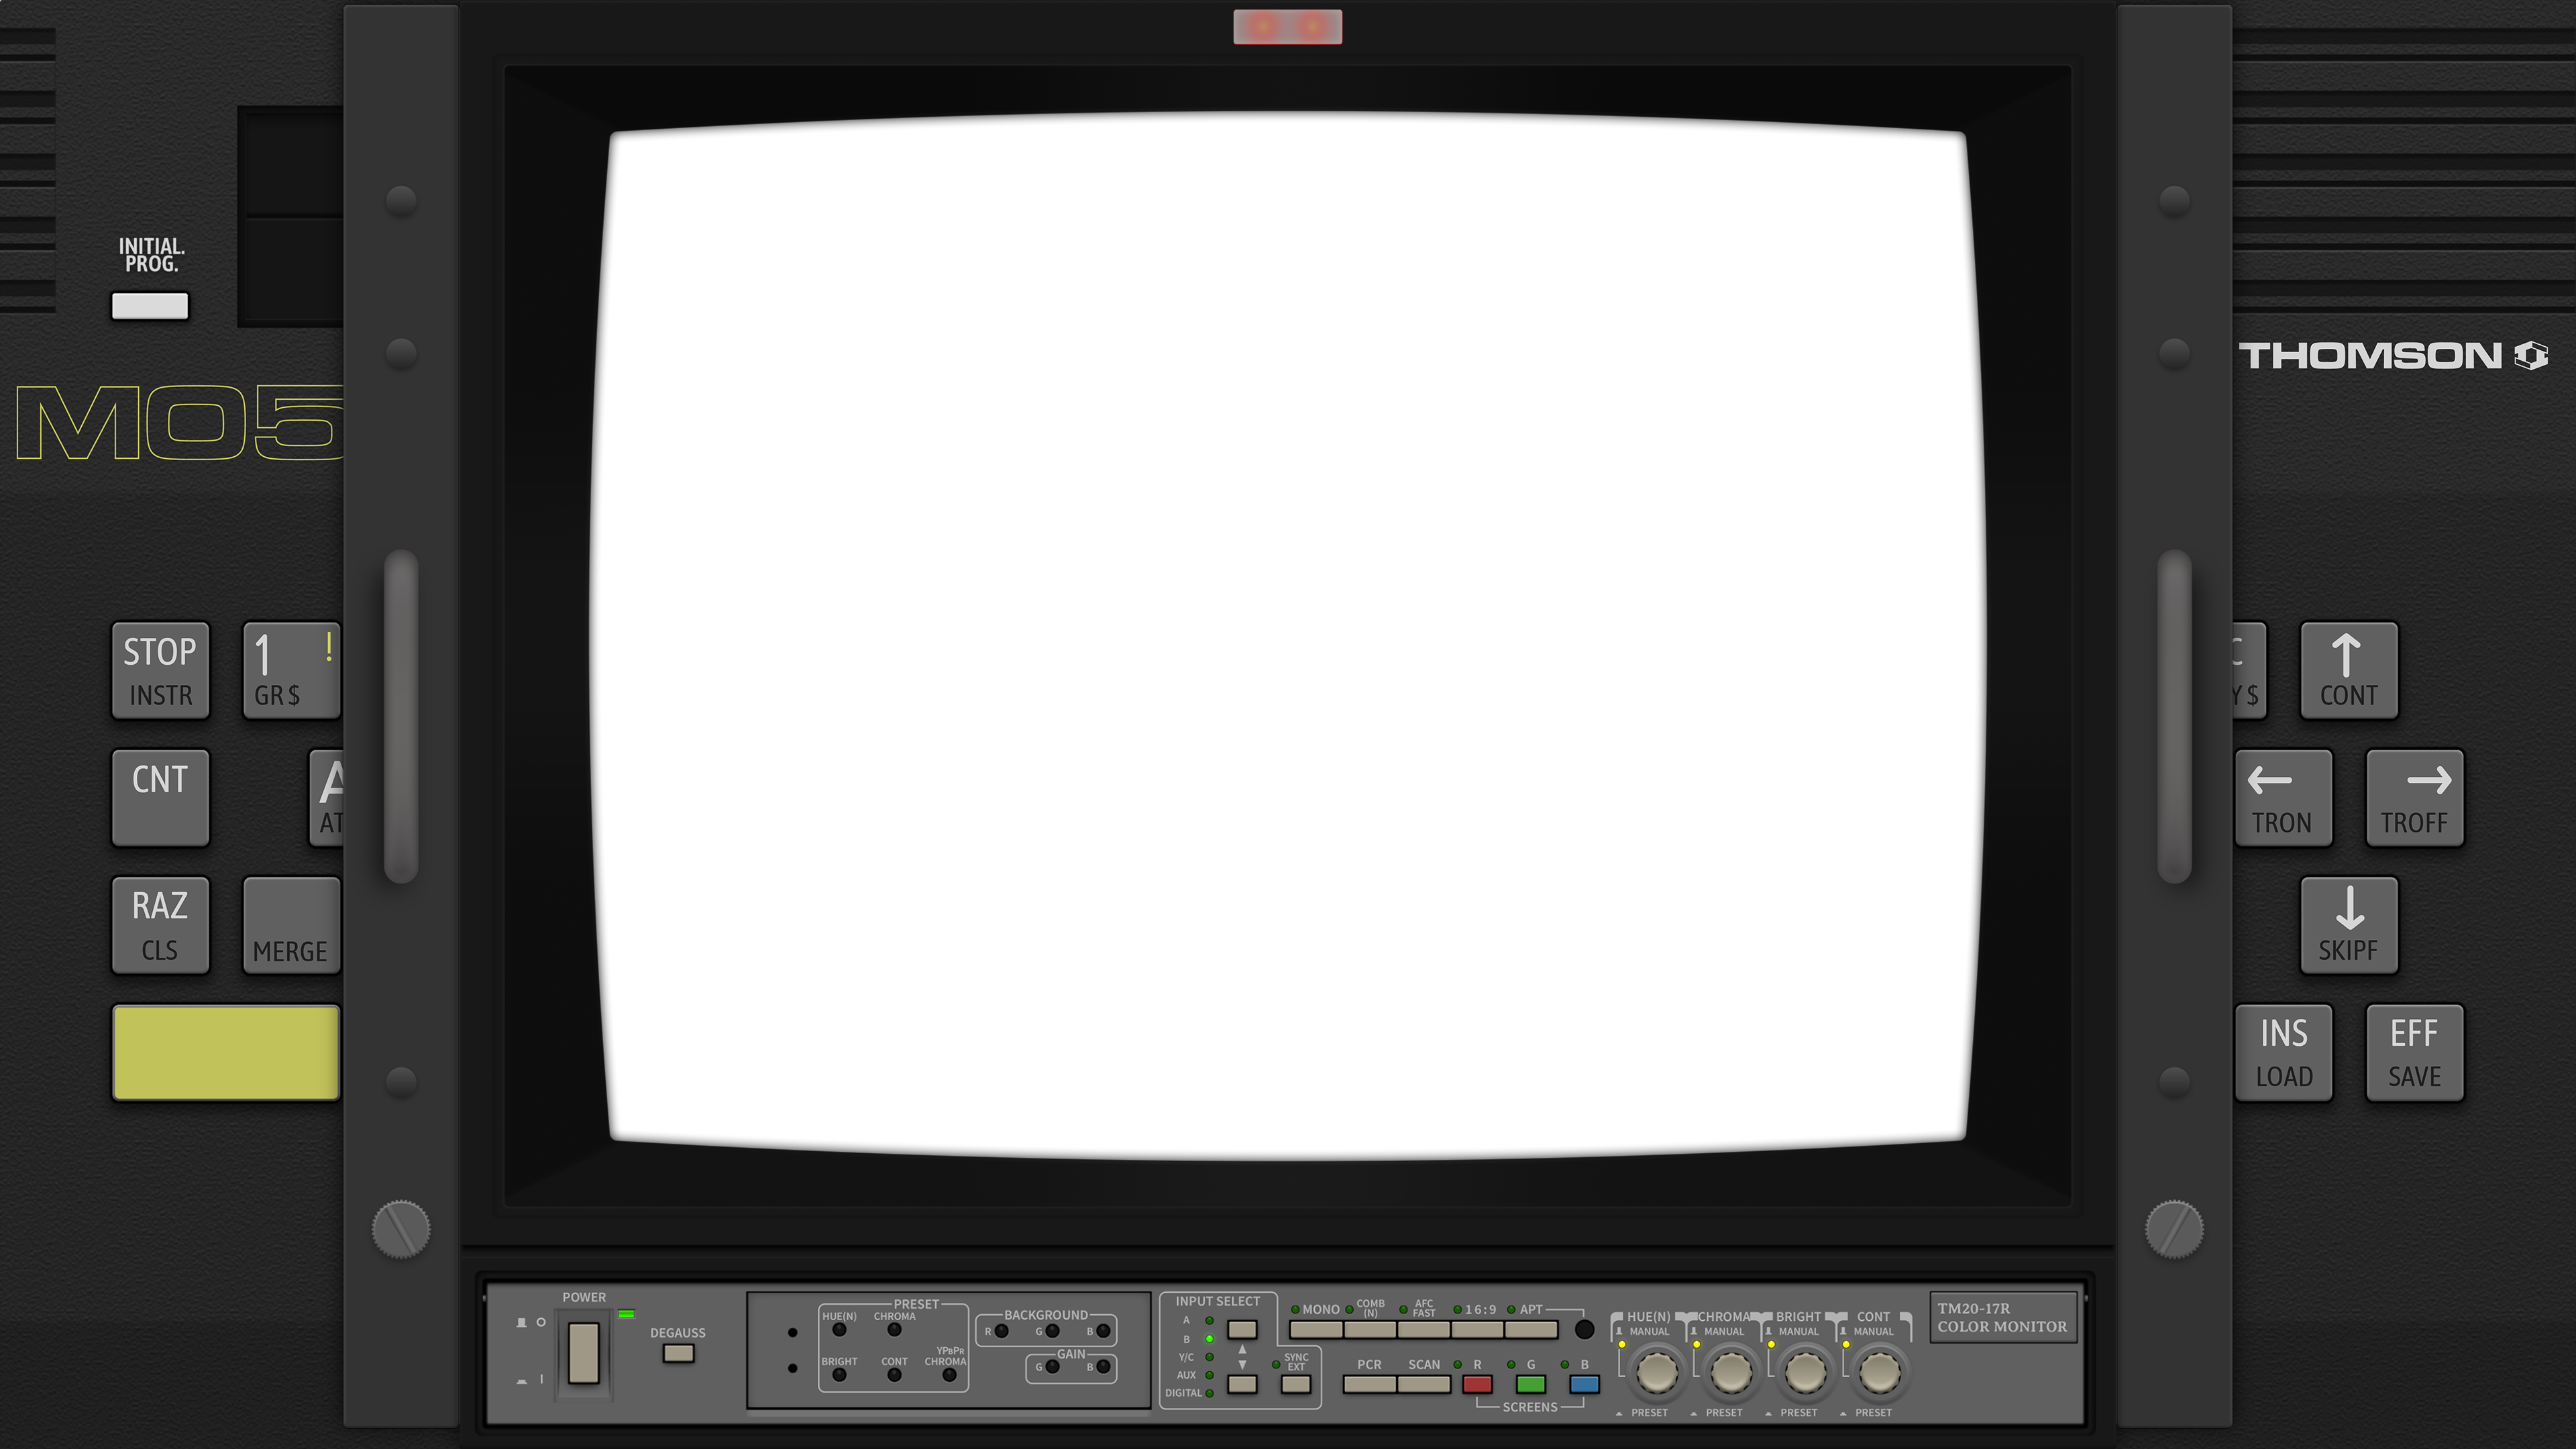 INITIAL.
PROG.
MO5
THOMSON
STOP
INSTR
1 !
GR $
CNT
A
AT
RAZ
CLS
MERGE
C
Y $
↑
CONT
←
TRON
→
TROFF
↓
SKIPF
INS
LOAD
EFF
SAVE
POWER
DEGAUSS
PRESET
HUE(N) CHROMA
BRIGHT CONT YPBPR
CHROMA
BACKGROUND
R G B
GAIN
G B
INPUT SELECT
A
B
Y/C
AUX
DIGITAL
SYNC
EXT
MONO
COMB
(N)
AFC
FAST
16:9
APT
PCR SCAN R G B
SCREENS
HUE(N) CHROMA BRIGHT CONT
MANUAL MANUAL MANUAL MANUAL
PRESET PRESET PRESET PRESET
TM20-17R
COLOR MONITOR